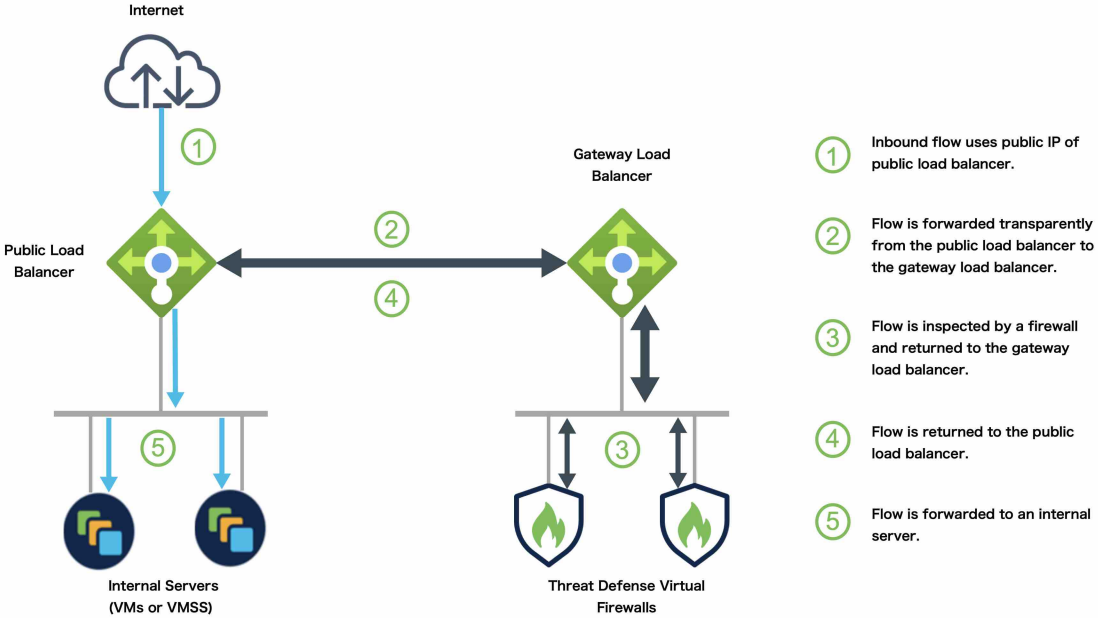 Internet
1
Gateway Load
Balancer
Public Load
Balancer
2
4
5
3
Internal Servers
(VMs or VMSS)
Threat Defense Virtual
Firewalls
1
Inbound flow uses public IP of
public load balancer.
2
Flow is forwarded transparently
from the public load balancer to
the gateway load balancer.
3
Flow is inspected by a firewall
and returned to the gateway
load balancer.
4
Flow is returned to the public
load balancer.
5
Flow is forwarded to an internal
server.